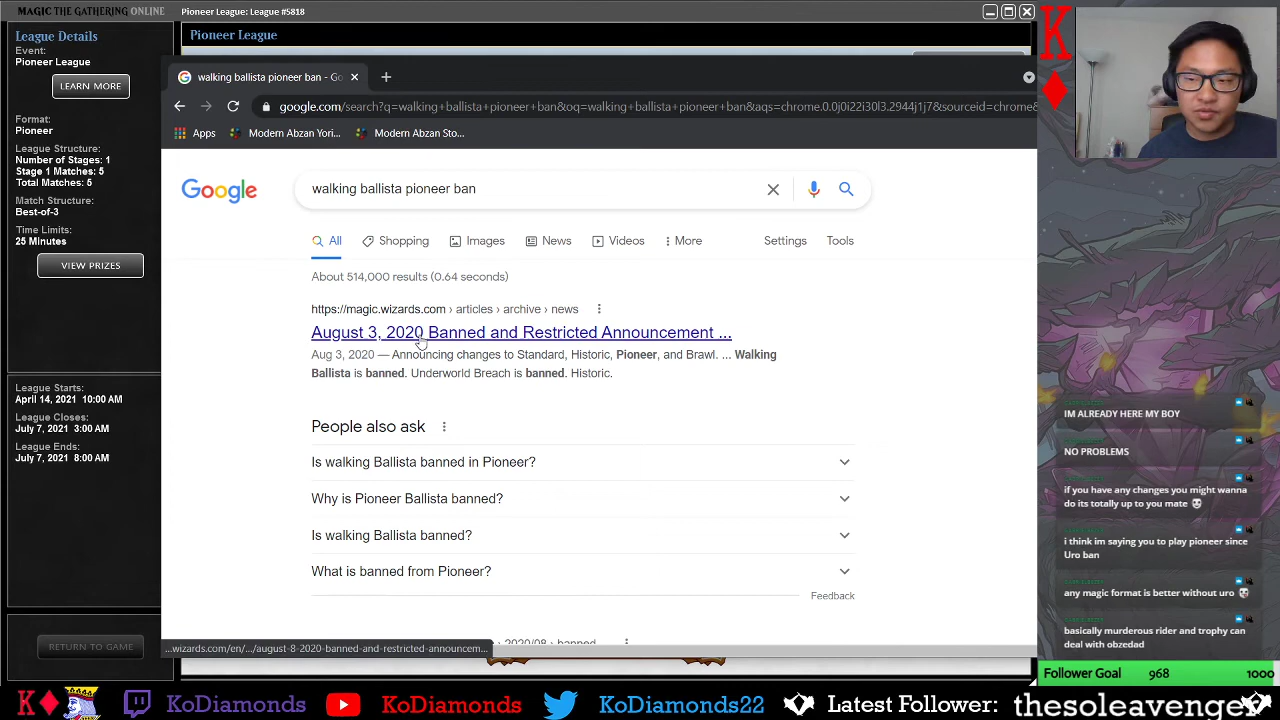 MAGIC THE GATHERING ONLINE
Pioneer League: League #5818
League Details
Event:
Pioneer League
LEARN MORE
Format:
Pioneer
League Structure:
Number of Stages: 1
Stage 1 Matches: 5
Total Matches: 5
Match Structure:
Best-of-3
Time Limits:
25 Minutes
VIEW PRIZES
League Starts:
April 14, 2021 10:00 AM
League Closes:
July 7, 2021 3:00 AM
League Ends:
July 7, 2021 8:00 AM
RETURN TO GAME
Pioneer League
walking ballista pioneer ban - Go
google.com/search?q=walking+ballista+pioneer+ban&oq=walking+ballista+pioneer+ban&aqs=chrome.0.0j0i22i30l3.2944j1j7&sourceid=chrome&
Apps
Modern Abzan Yori...
Modern Abzan Sto...
Google
walking ballista pioneer ban
All
Shopping
Images
News
Videos
More
Settings
Tools
About 514,000 results (0.64 seconds)
https://magic.wizards.com › articles › archive › news
August 3, 2020 Banned and Restricted Announcement ...
Aug 3, 2020 — Announcing changes to Standard, Historic, Pioneer, and Brawl. ... Walking
Ballista is banned. Underworld Breach is banned. Historic.
People also ask
Is walking Ballista banned in Pioneer?
Why is Pioneer Ballista banned?
Is walking Ballista banned?
What is banned from Pioneer?
Feedback
› 2020/08 › banned
...wizards.com/en/.../august-8-2020-banned-and-restricted-announcem...
K
IM ALREADY HERE MY BOY
NO PROBLEMS
if you have any changes you might wanna
do its totally up to you mate
i think im saying you to play pioneer since
Uro ban
any magic format is better without uro
basically murderous rider and trophy can
deal with obzedad
Follower Goal 968 1000
K
KoDiamonds
KoDiamonds
KoDiamonds22
Latest Follower:
thesoleavenger